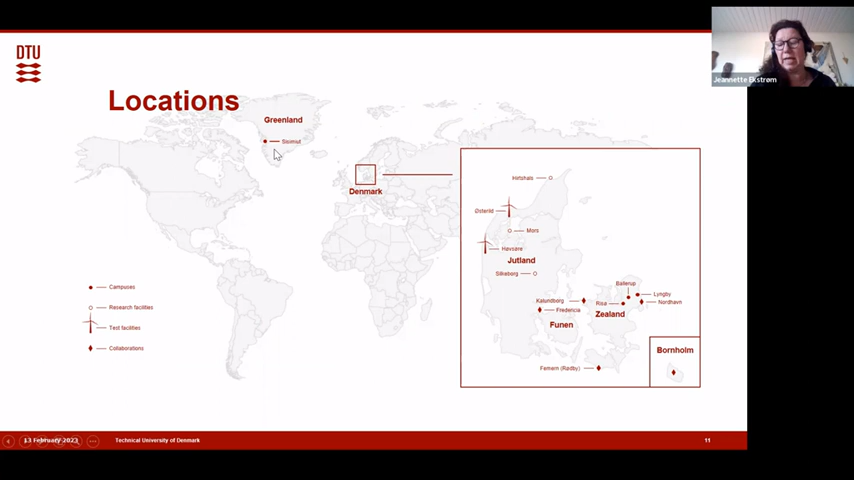 DTU
Jeannette Ekstrøm
Locations
Greenland
Sisimiut
Denmark
Hirtshals
Østerild
Mors
Høvsøre
Jutland
Silkeborg
Ballerup
Lyngby
Kalundborg
Risø
Nordhavn
Fredericia
Zealand
Funen
Bornholm
Femern (Rødby)
Campuses
Research facilities
Test facilities
Collaborations
13 February 2023
Technical University of Denmark
11